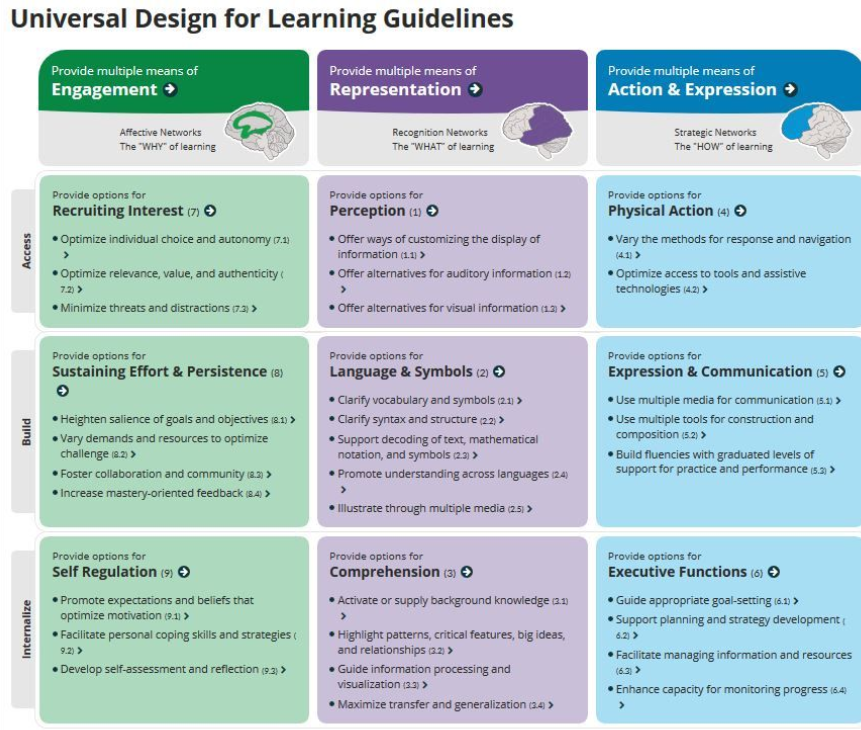 Universal Design for Learning Guidelines
Provide multiple means of
Engagement
Affective Networks
The "WHY" of learning
Provide multiple means of
Representation
Recognition Networks
The "WHAT" of learning
Provide multiple means of
Action & Expression
Strategic Networks
The "HOW" of learning
Access
Provide options for
Recruiting Interest (7)
• Optimize individual choice and autonomy (7.1)
• Optimize relevance, value, and authenticity (
7.2)
• Minimize threats and distractions (7.3)
Provide options for
Perception (1)
• Offer ways of customizing the display of
information (1.1)
• Offer alternatives for auditory information (1.2)
• Offer alternatives for visual information (1.3)
Provide options for
Physical Action (4)
• Vary the methods for response and navigation
(4.1)
• Optimize access to tools and assistive
technologies (4.2)
Build
Provide options for
Sustaining Effort & Persistence (8)
• Heighten salience of goals and objectives (8.1)
• Vary demands and resources to optimize
challenge (8.2)
• Foster collaboration and community (8.3)
• Increase mastery-oriented feedback (8.4)
Provide options for
Language & Symbols (2)
• Clarify vocabulary and symbols (2.1)
• Clarify syntax and structure (2.2)
• Support decoding of text, mathematical
notation, and symbols (2.3)
• Promote understanding across languages (2.4)
• Illustrate through multiple media (2.5)
Provide options for
Expression & Communication (5)
• Use multiple media for communication (5.1)
• Use multiple tools for construction and
composition (5.2)
• Build fluencies with graduated levels of
support for practice and performance (5.3)
Internalize
Provide options for
Self Regulation (9)
• Promote expectations and beliefs that
optimize motivation (9.1)
• Facilitate personal coping skills and strategies (
9.2)
• Develop self-assessment and reflection (9.3)
Provide options for
Comprehension (3)
• Activate or supply background knowledge (3.1)
• Highlight patterns, critical features, big ideas,
and relationships (3.2)
• Guide information processing and
visualization (3.3)
• Maximize transfer and generalization (3.4)
Provide options for
Executive Functions (6)
• Guide appropriate goal-setting (6.1)
• Support planning and strategy development (
6.2)
• Facilitate managing information and resources
(6.3)
• Enhance capacity for monitoring progress (6.4)